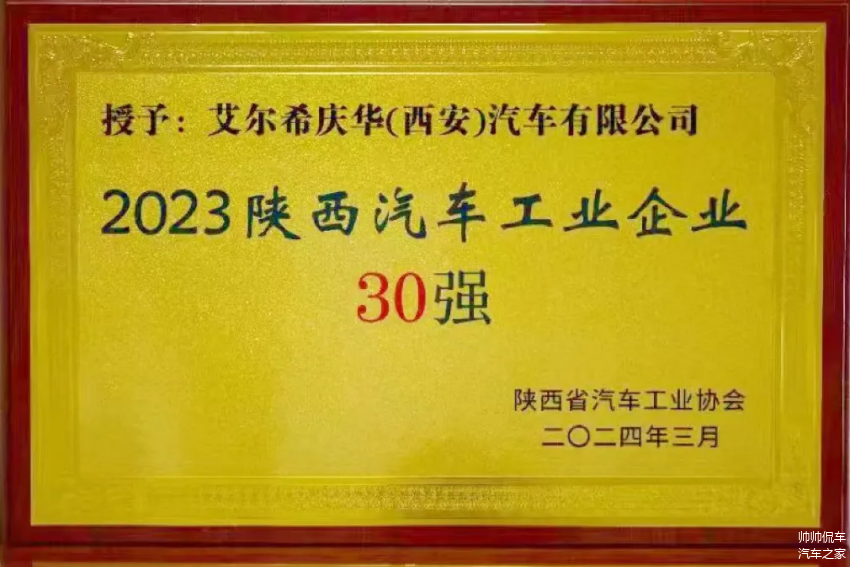 授予：艾尔希庆华(西安)汽车有限公司
2023陕西汽车工业企业
30强
陕西省汽车工业协会
二〇二四年三月
帅帅侃车
汽车之家